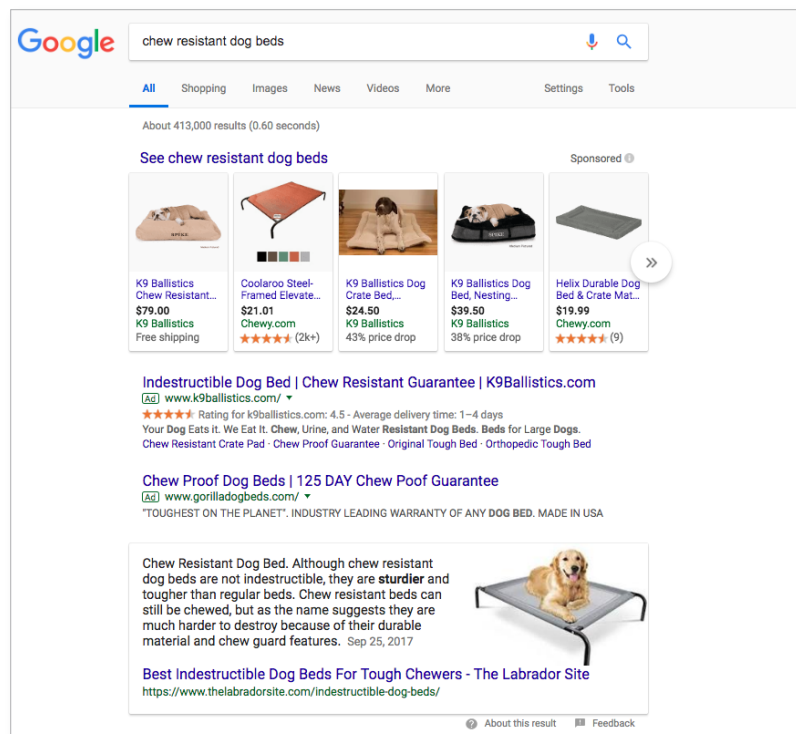 Google
chew resistant dog beds
All Shopping Images News Videos More Settings Tools
About 413,000 results (0.60 seconds)
See chew resistant dog beds
Sponsored
K9 Ballistics
Chew Resistant...
$79.00
K9 Ballistics
Free shipping
Coolaroo Steel-
Framed Elevate...
$21.01
Chewy.com
(2k+)
K9 Ballistics Dog
Crate Bed,...
$24.50
K9 Ballistics
43% price drop
K9 Ballistics Dog
Bed, Nesting...
$39.50
K9 Ballistics
38% price drop
Helix Durable Dog
Bed & Crate Mat...
$19.99
Chewy.com
(9)
Indestructible Dog Bed | Chew Resistant Guarantee | K9Ballistics.com
Ad www.k9ballistics.com/
Rating for k9ballistics.com: 4.5 - Average delivery time: 1–4 days
Your Dog Eats it. We Eat It. Chew, Urine, and Water Resistant Dog Beds. Beds for Large Dogs.
Chew Resistant Crate Pad · Chew Proof Guarantee · Original Tough Bed · Orthopedic Tough Bed
Chew Proof Dog Beds | 125 DAY Chew Poof Guarantee
Ad www.gorilladogbeds.com/
"TOUGHEST ON THE PLANET". INDUSTRY LEADING WARRANTY OF ANY DOG BED. MADE IN USA
Chew Resistant Dog Bed. Although chew resistant
dog beds are not indestructible, they are sturdier and
tougher than regular beds. Chew resistant beds can
still be chewed, but as the name suggests they are
much harder to destroy because of their durable
material and chew guard features. Sep 25, 2017
Best Indestructible Dog Beds For Tough Chewers - The Labrador Site
https://www.thelabradorsite.com/indestructible-dog-beds/
About this result Feedback